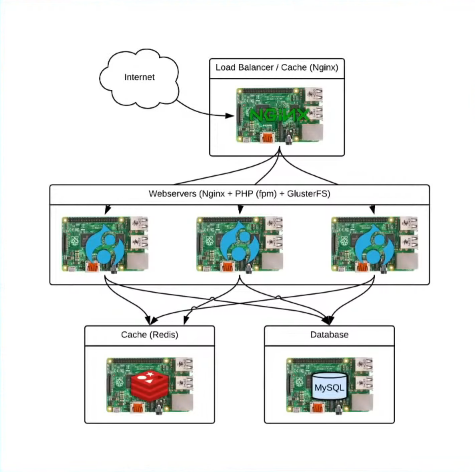 Internet
Load Balancer / Cache (Nginx)
NGINX
Webservers (Nginx + PHP (fpm) + GlusterFS)
Cache (Redis)
Database
MySQL